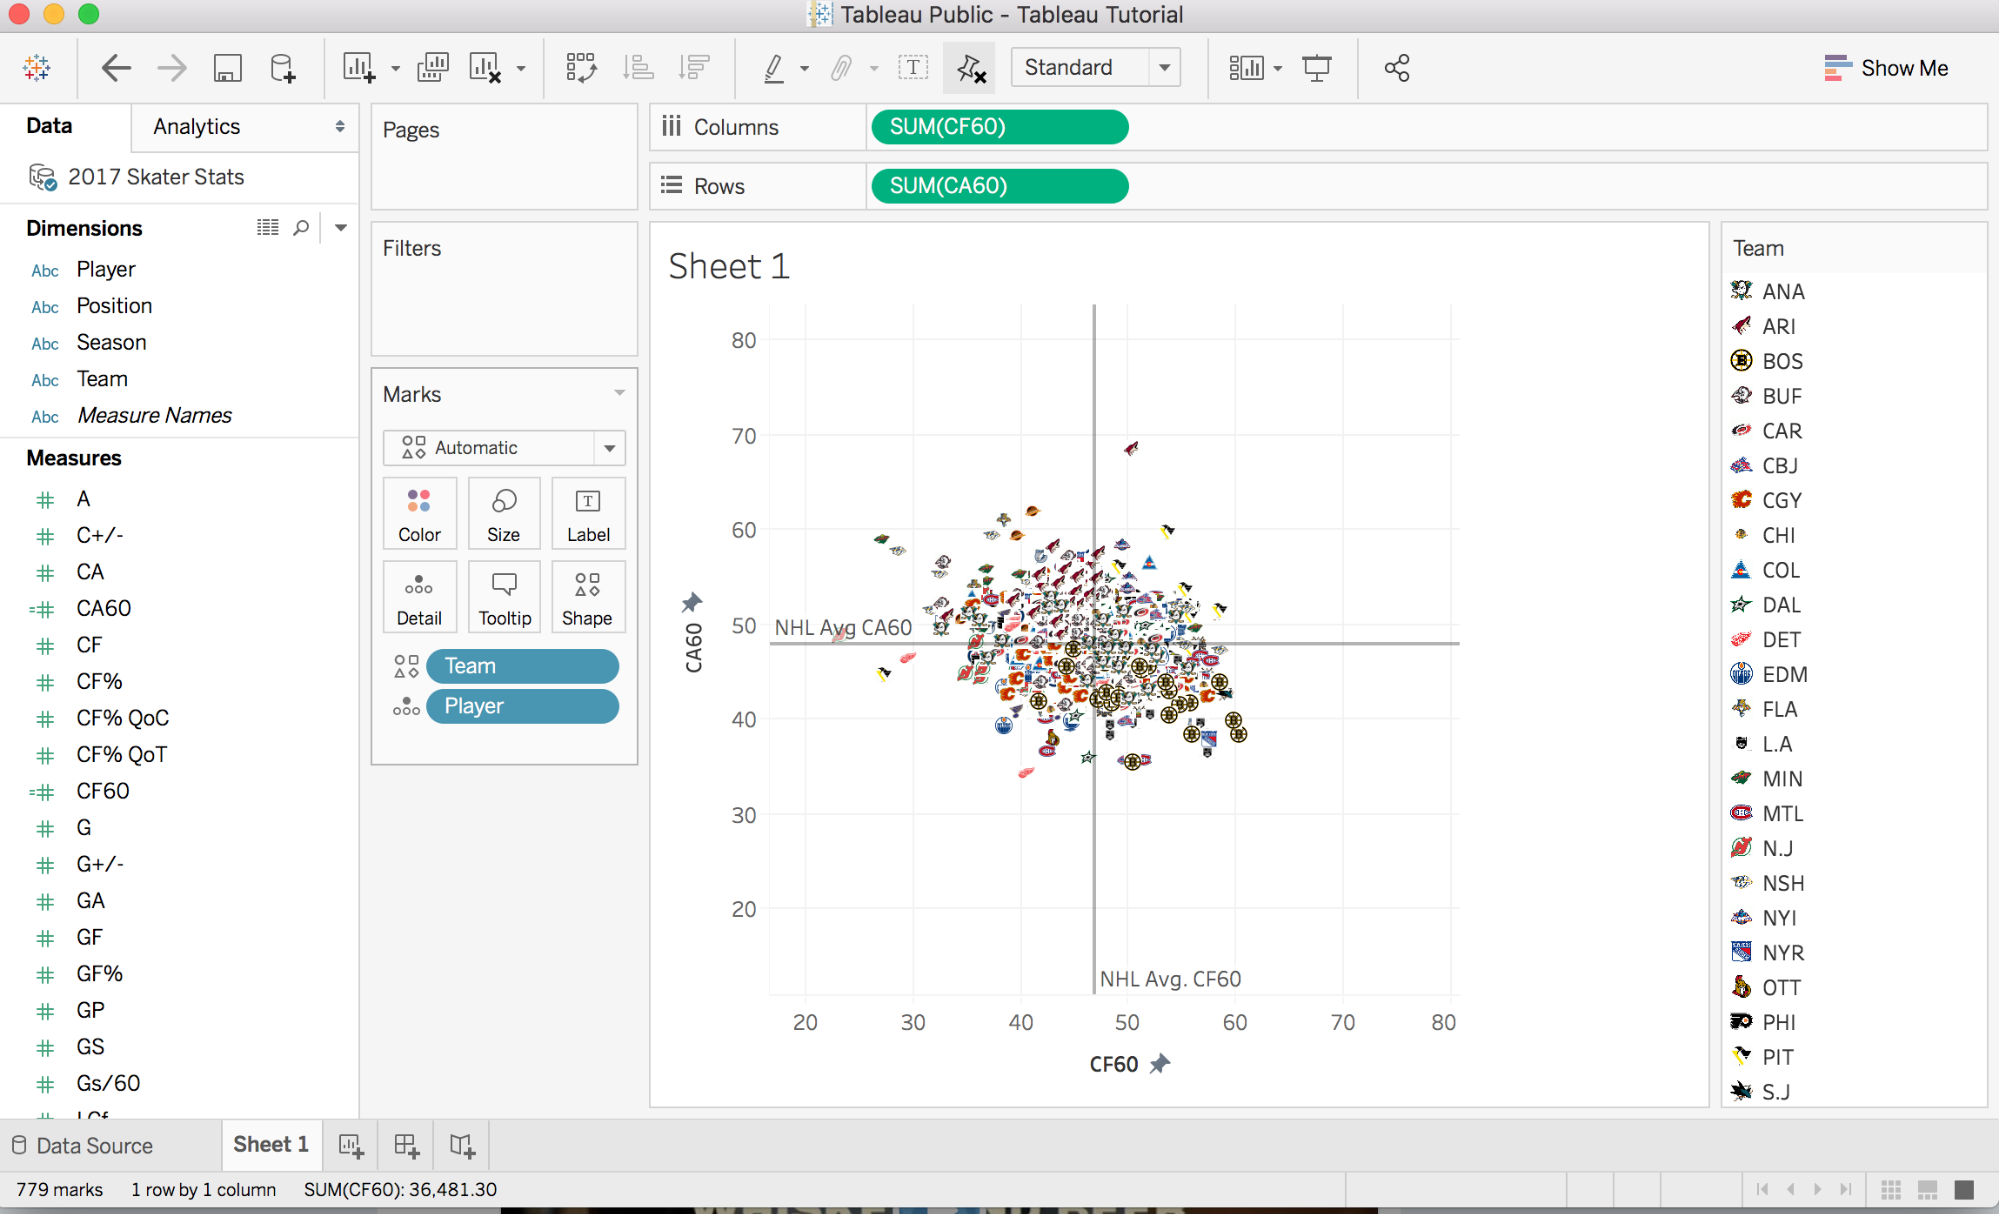 Tableau Public - Tableau Tutorial
Standard
Show Me
Data
Analytics
2017 Skater Stats
Dimensions
Abc Player
Abc Position
Abc Season
Abc Team
Abc Measure Names
Measures
A
C+/-
CA
CA60
CF
CF%
CF% QoC
CF% QoT
CF60
G
G+/-
GA
GF
GF%
GP
GS
Gs/60
Pages
Filters
Marks
Automatic
Color
Size
T
Label
Detail
Tooltip
Shape
Team
Player
Columns
SUM(CF60)
Rows
SUM(CA60)
Sheet 1
80
70
60
50
40
30
20
CA60
NHL Avg CA60
NHL Avg. CF60
20 30 40 50 60 70 80
CF60
Team
ANA
ARI
BOS
BUF
CAR
CBJ
CGY
CHI
COL
DAL
DET
EDM
FLA
L.A
MIN
MTL
N.J
NSH
NYI
NYR
OTT
PHI
PIT
S.J
Data Source
Sheet 1
779 marks
1 row by 1 column
SUM(CF60): 36,481.30